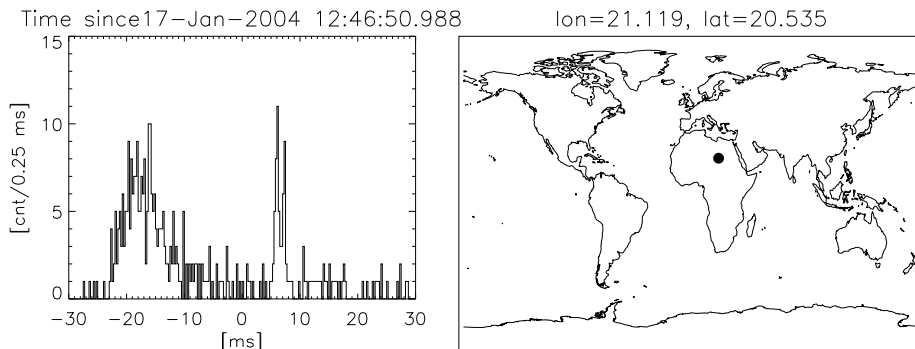 Time since17-Jan-2004 12:46:50.988
lon=21.119, lat=20.535
15
10
5
0
[cnt/0.25 ms]
-30 -20 -10 0 10 20 30
[ms]